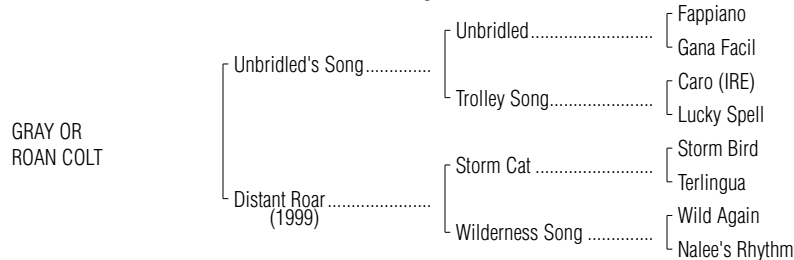 Fappiano
Unbridled............................
Gana Facil
Unbridled's Song...............
Caro (IRE)
Trolley Song........................
Lucky Spell
GRAY OR
ROAN COLT
Storm Bird
Storm Cat ...........................
Terlingua
Distant Roar ........................
(1999)
Wild Again
Wilderness Song ...............
Nalee's Rhythm